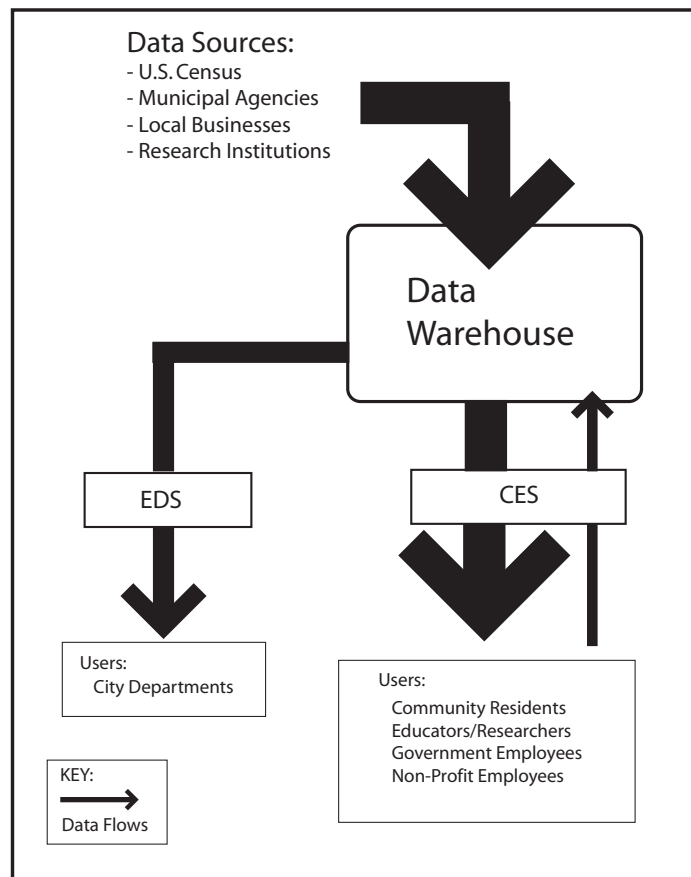 Data Sources:
- U.S. Census
- Municipal Agencies
- Local Businesses
- Research Institutions
Data
Warehouse
EDS
CES
Users:
City Departments
Users:
Community Residents
Educators/Researchers
Government Employees
Non-Profit Employees
KEY:
Data Flows